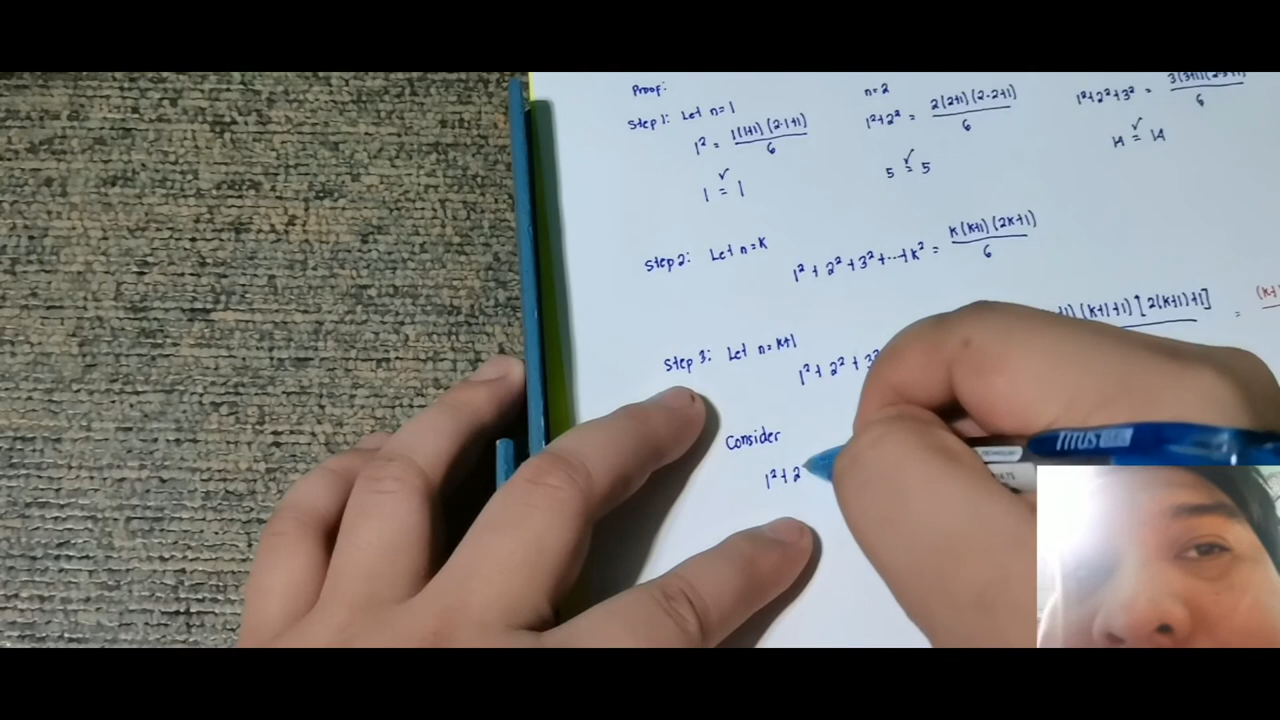 Proof:
Step 1: Let n=1
1² = 1(1+1)(2·1+1)/6
1 = 1
n=2
1²+2² = 2(2+1)(2·2+1)/6
5 = 5
1²+2²+3² = 3(3+1)(2·3+1)/6
14 = 14
Step 2: Let n=k
1² + 2² + 3² + ... + k² = k(k+1)(2k+1)/6
Step 3: Let n=k+1
1² + 2² + 3²
(k+1+1) [2(k+1)+1] =
Consider
1² + 2
TITUS